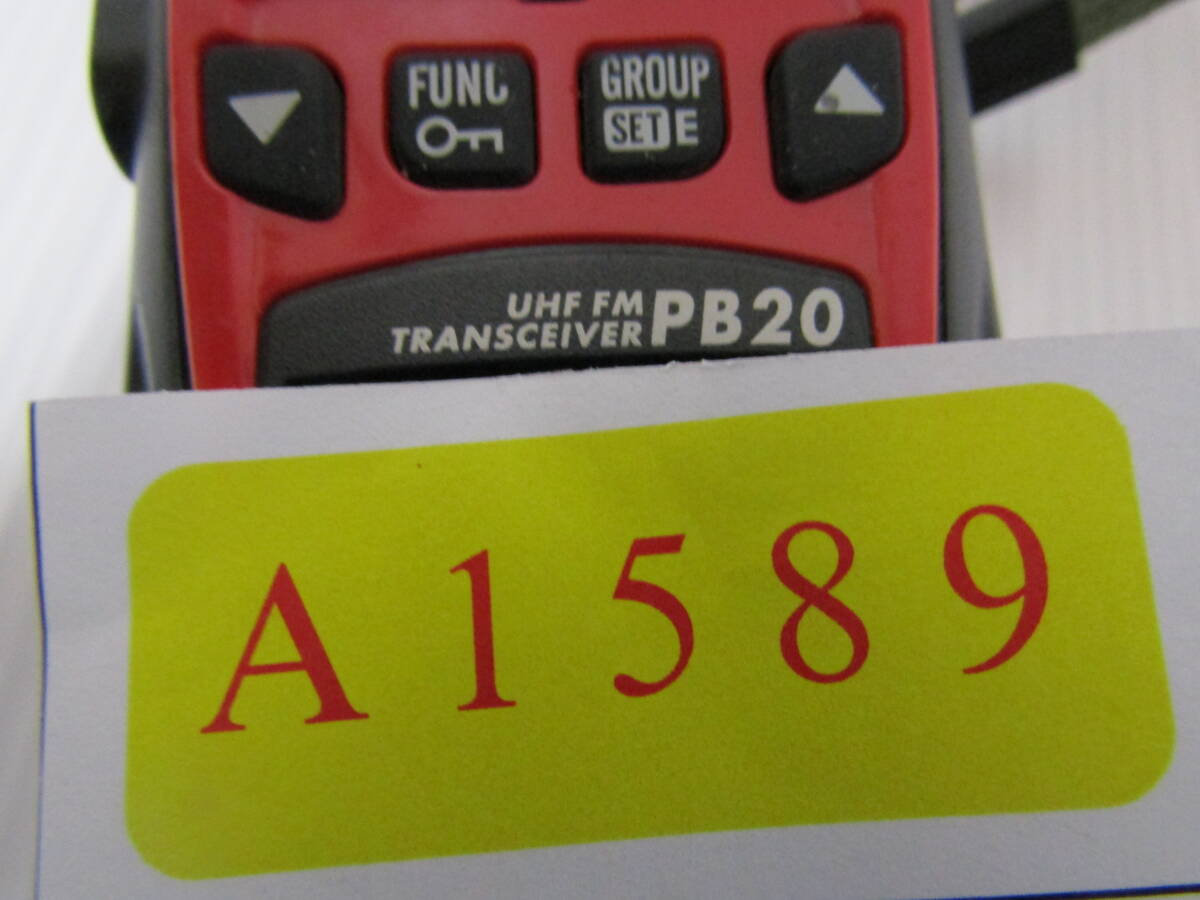 FUNC
GROUP
SET E
UHF FM
TRANSCEIVER PB20
A1589